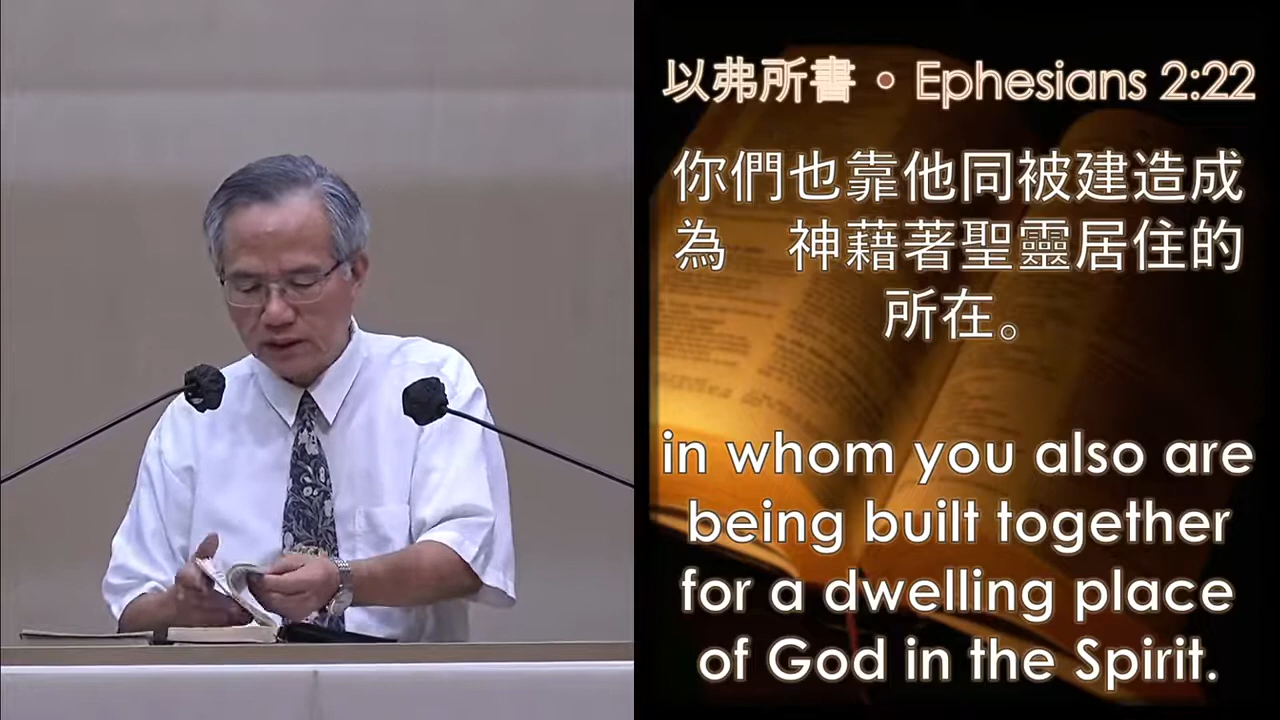 以弗所書 • Ephesians 2:22
你們也靠他同被建造成
為　神藉著聖靈居住的
所在。
in whom you also are
being built together
for a dwelling place
of God in the Spirit.